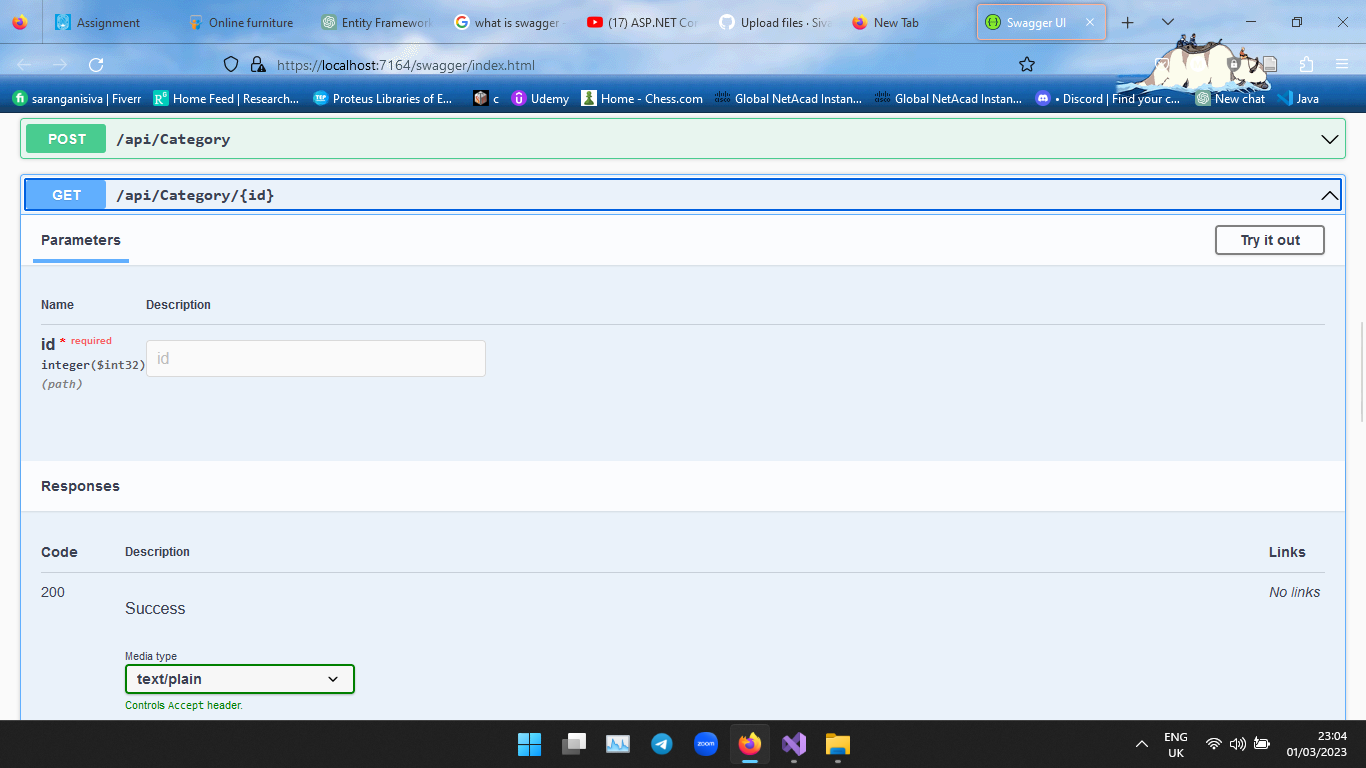 Assignment
Online furniture
Entity Framework
what is swagger -
(17) ASP.NET Cor
Upload files · Siva
New Tab
Swagger UI
https://localhost:7164/swagger/index.html
saranganisiva | Fiverr
Home Feed | Research...
Proteus Libraries of E...
c
Udemy
Home - Chess.com
Global NetAcad Instan...
Global NetAcad Instan...
• Discord | Find your c...
New chat
Java
POST
/api/Category
GET
/api/Category/{id}
Parameters
Try it out
Name
Description
id * required
integer($int32)
(path)
id
Responses
Code
Description
Links
200
Success
No links
Media type
text/plain
Controls Accept header.
zoom
ENG
UK
23:04
01/03/2023